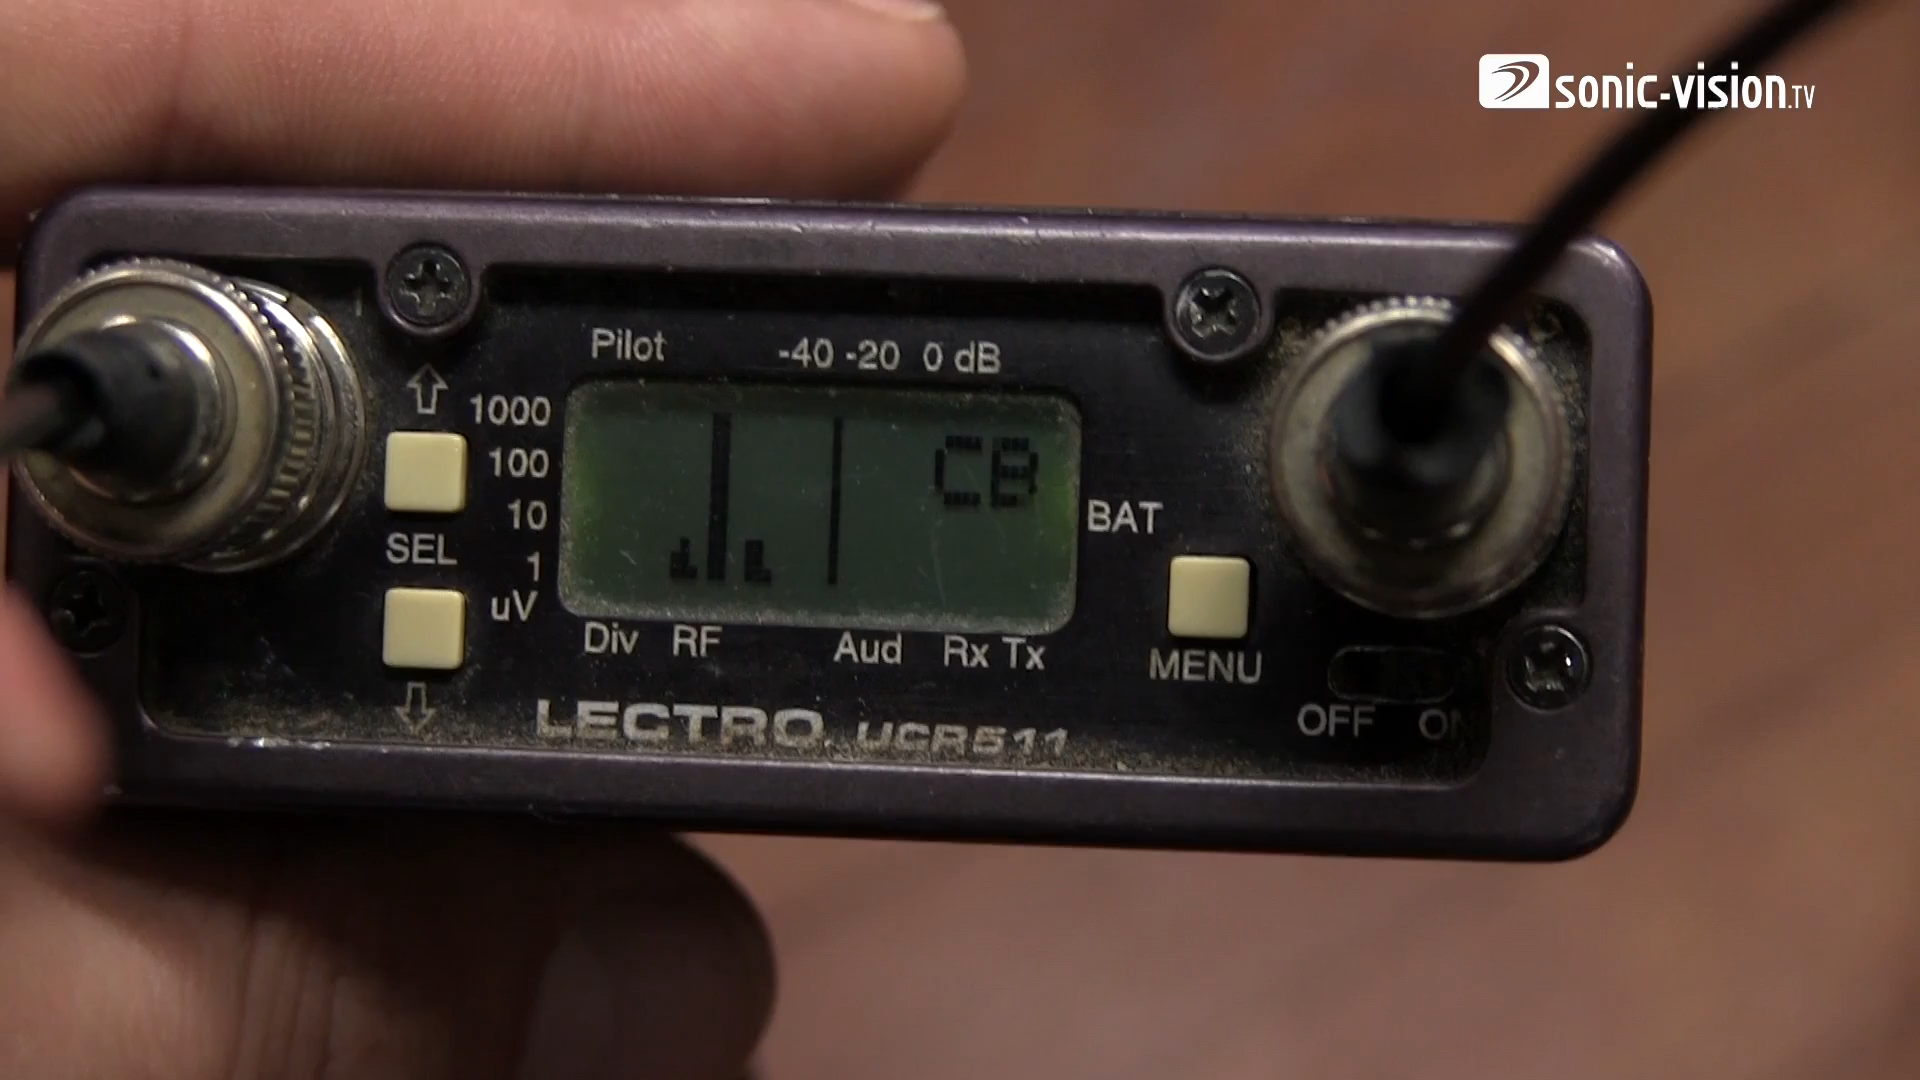 sonic-vision.TV
Pilot -40 -20 0 dB
1000
100
10
1
uV
SEL
CB
BAT
MENU
Div RF Aud Rx Tx
OFF ON
LECTRO UCR511